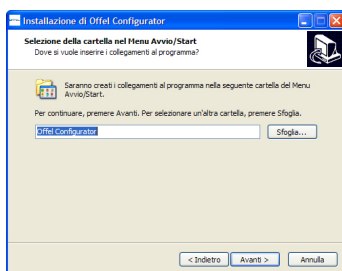 Installazione di Offel Configurator
Selezione della cartella nel Menu Avvio/Start
Dove si vuole inserire i collegamenti al programma?
Saranno creati i collegamenti al programma nella seguente cartella del Menu
Avvio/Start.
Per continuare, premere Avanti. Per selezionare un'altra cartella, premere Sfoglia.
Offel Configurator
Sfoglia...
< Indietro
Avanti >
Annulla